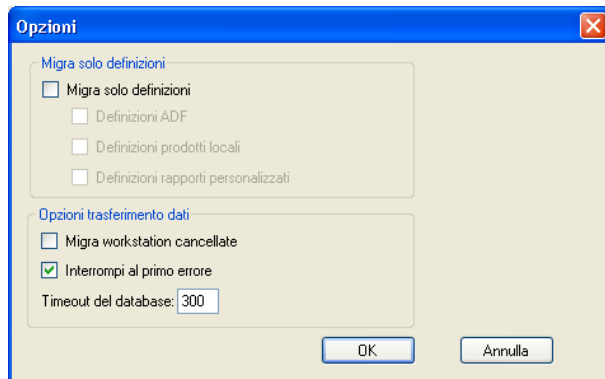 Opzioni
Migra solo definizioni
Migra solo definizioni
Definizioni ADF
Definizioni prodotti locali
Definizioni rapporti personalizzati
Opzioni trasferimento dati
Migra workstation cancellate
Interrompi al primo errore
Timeout del database: 300
OK Annulla